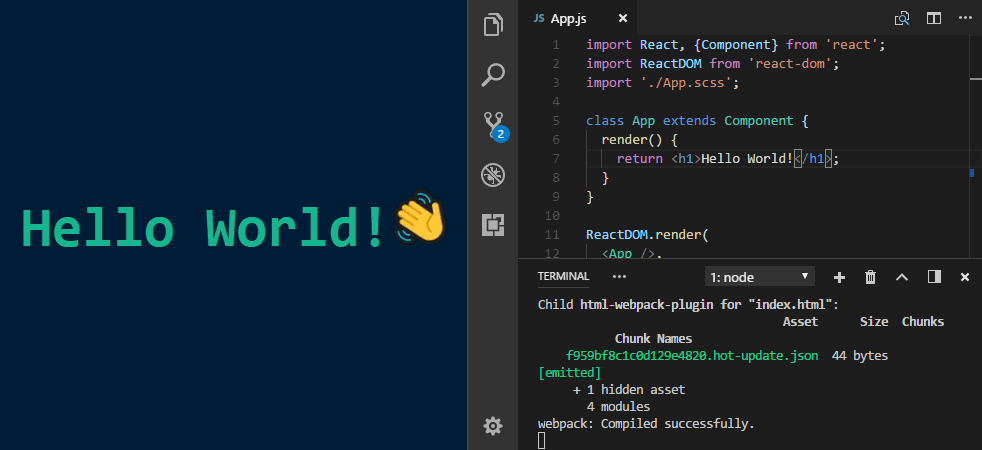 Hello World!👋
2
JS App.js ×
1 import React, {Component} from 'react';
2 import ReactDOM from 'react-dom';
3 import './App.scss';
4
5 class App extends Component {
6 render() {
7 return <h1>Hello World!</h1>;
8 }
9 }
10
11 ReactDOM.render(
12 <App />,
TERMINAL ··· 1: node
Child html-webpack-plugin for "index.html":
Asset Size Chunks
Chunk Names
f959bf8c1c0d129e4820.hot-update.json 44 bytes
[emitted]
+ 1 hidden asset
4 modules
webpack: Compiled successfully.